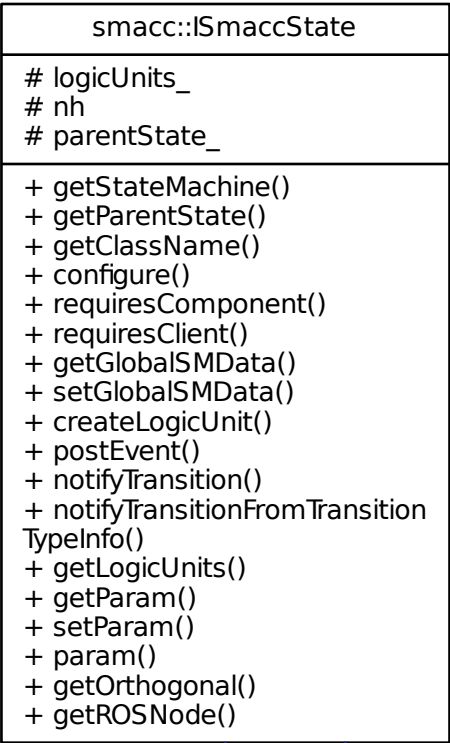 smacc::ISmaccState
# logicUnits_
# nh
# parentState_
+ getStateMachine()
+ getParentState()
+ getClassName()
+ configure()
+ requiresComponent()
+ requiresClient()
+ getGlobalSMData()
+ setGlobalSMData()
+ createLogicUnit()
+ postEvent()
+ notifyTransition()
+ notifyTransitionFromTransition
TypeInfo()
+ getLogicUnits()
+ getParam()
+ setParam()
+ param()
+ getOrthogonal()
+ getROSNode()